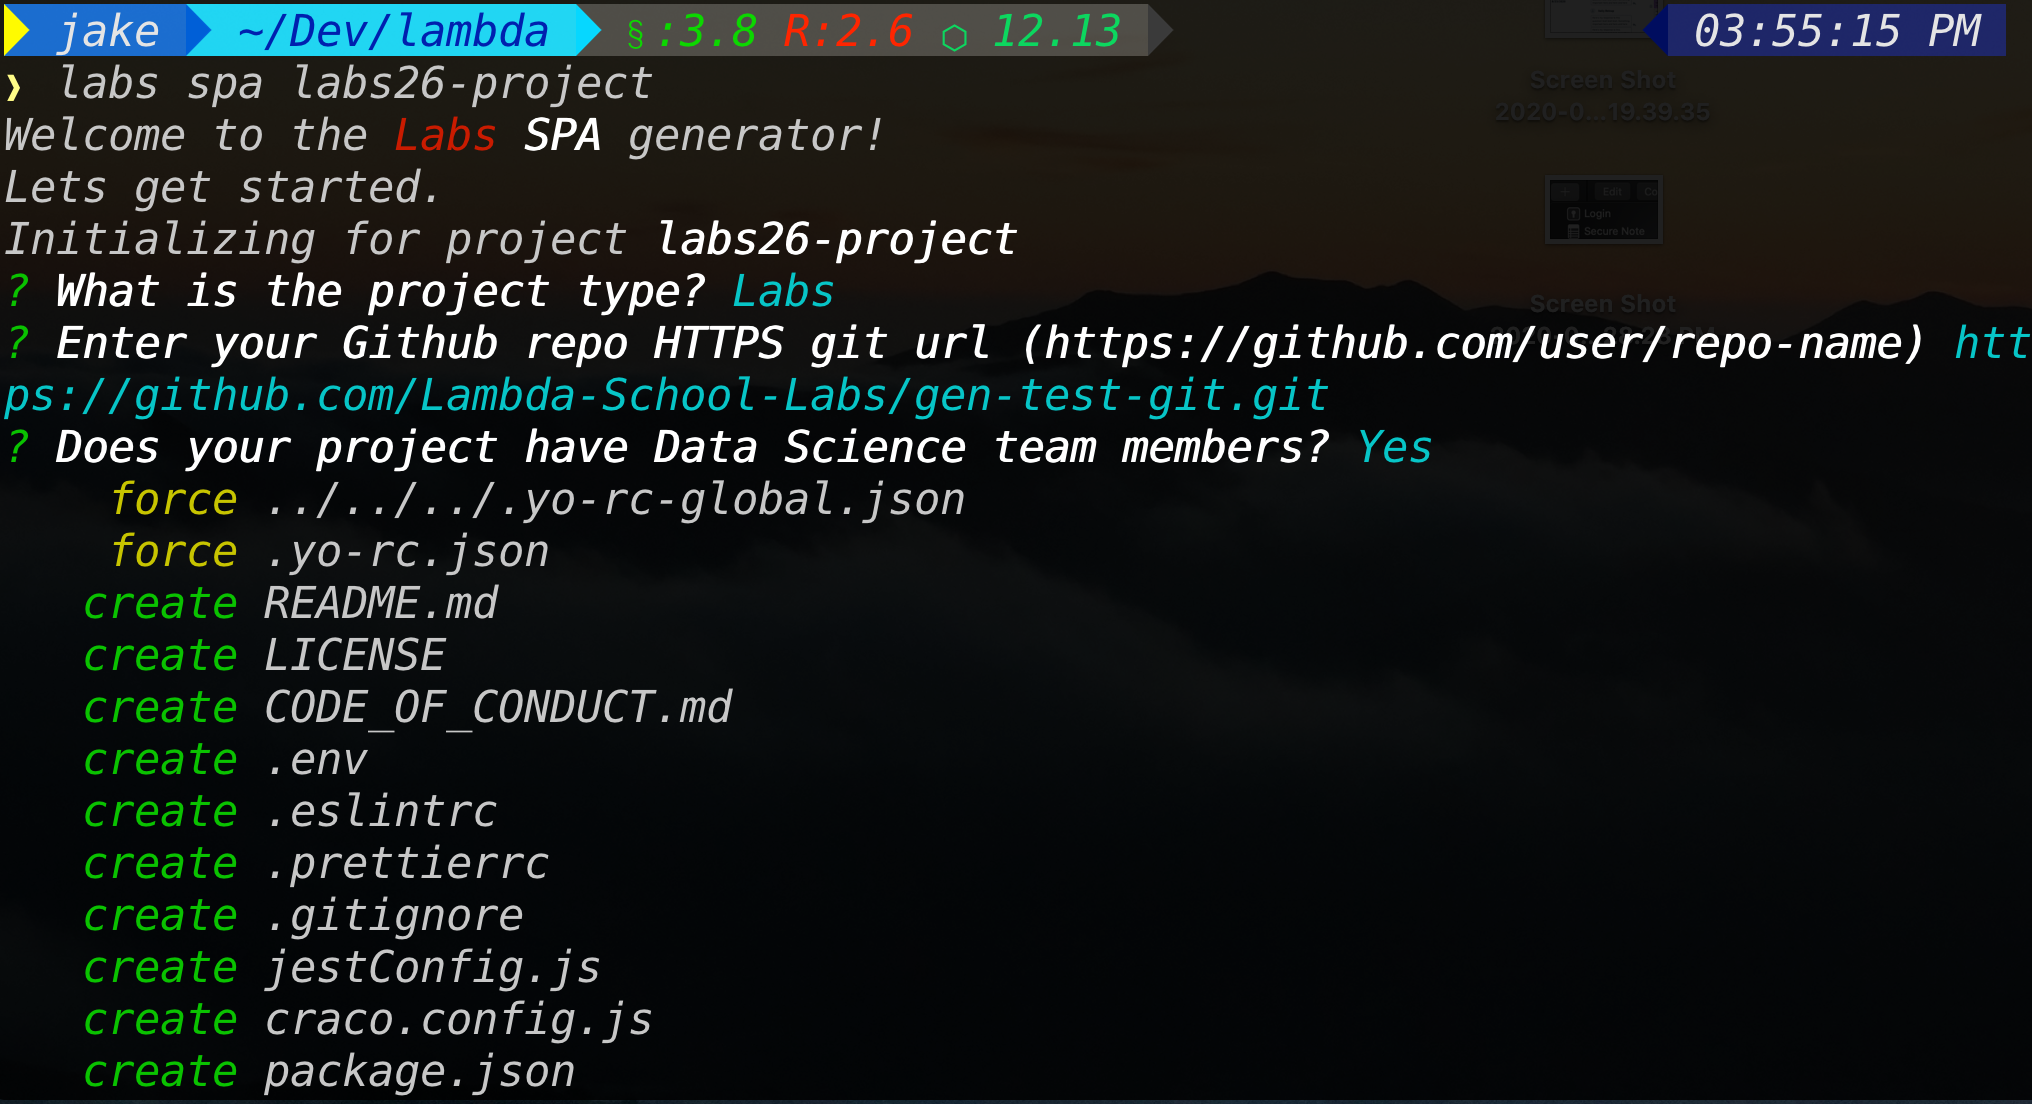 jake ~/Dev/lambda § :3.8 R:2.6 ⬡ 12.13 03:55:15 PM
❯ labs spa labs26-project
Welcome to the Labs SPA generator!
Lets get started.
Initializing for project labs26-project
? What is the project type? Labs
? Enter your Github repo HTTPS git url (https://github.com/user/repo-name) htt
ps://github.com/Lambda-School-Labs/gen-test-git.git
? Does your project have Data Science team members? Yes
force ../../../.yo-rc-global.json
force .yo-rc.json
create README.md
create LICENSE
create CODE_OF_CONDUCT.md
create .env
create .eslintrc
create .prettierrc
create .gitignore
create jestConfig.js
create craco.config.js
create package.json
Screen Shot
2020-0...19.39.35
Edit Co
Login
Secure Note
Screen Shot